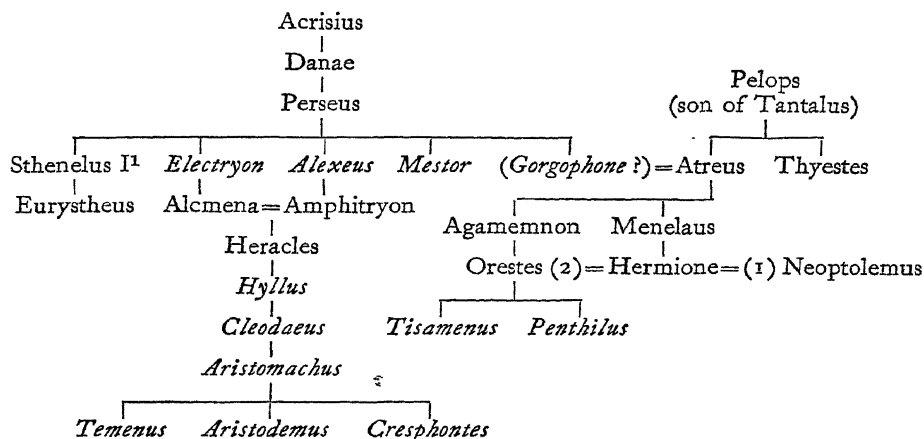 Acrisius
Danae
Pelops
Perseus
(son of Tantalus)
Sthenelus I¹ Electryon Alexeus Mestor (Gorgophone ?) = Atreus Thyestes
Eurystheus Alcmena = Amphitryon
Agamemnon Menelaus
Heracles
Orestes (2) = Hermione = (1) Neoptolemus
Hyllus
Cleodaeus Tisamenus Penthilus
Aristomachus
Temenus Aristodemus Cresphontes